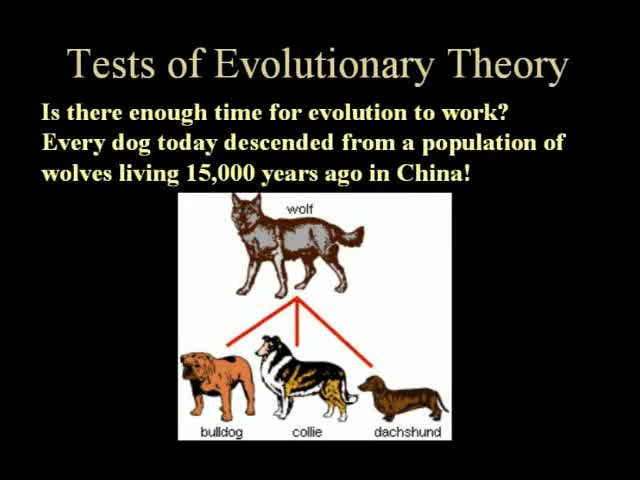 Tests of Evolutionary Theory
Is there enough time for evolution to work?
Every dog today descended from a population of
wolves living 15,000 years ago in China!
wolf
bulldog collie dachshund